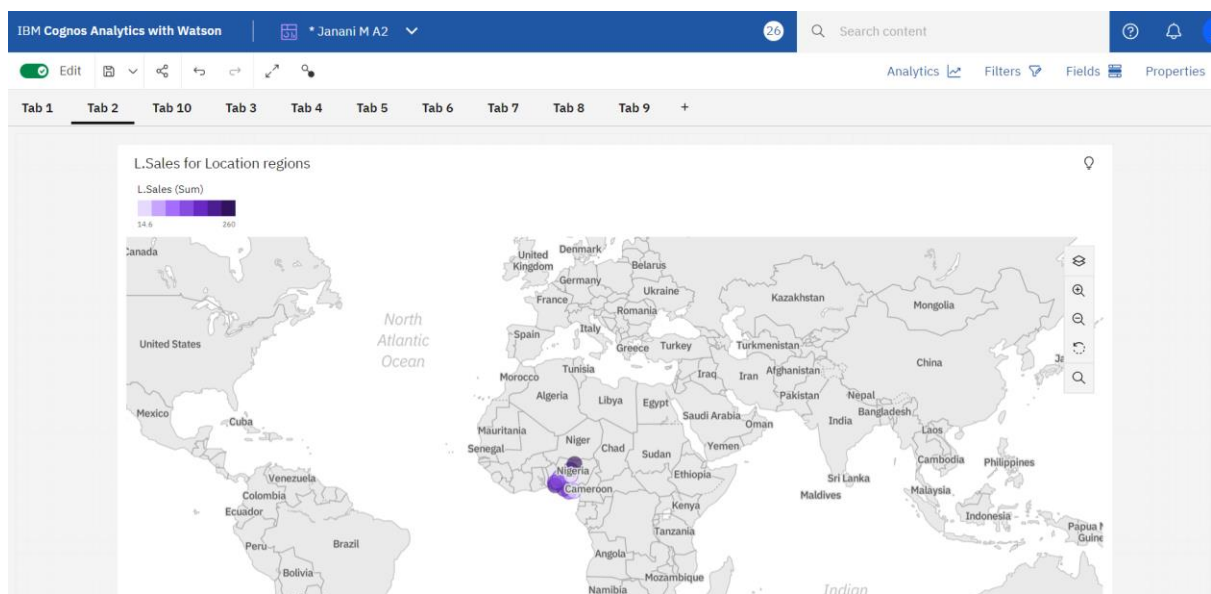 IBM Cognos Analytics with Watson
* Janani M A2
26
Search content
Edit
Analytics
Filters
Fields
Properties
Tab 1 Tab 2 Tab 10 Tab 3 Tab 4 Tab 5 Tab 6 Tab 7 Tab 8 Tab 9 +
L.Sales for Location regions
L.Sales (Sum)
14.6 260
Canada
United Kingdom
Denmark
Belarus
Germany
Ukraine
France
Romania
Kazakhstan
Mongolia
North
Atlantic
Ocean
United States
Spain
Italy
Greece
Turkey
Turkmenistan
China
Morocco
Tunisia
Iraq
Iran
Afghanistan
Algeria
Libya
Egypt
Pakistan
Nepal
Mexico
Cuba
Saudi Arabia
Oman
India
Bangladesh
Mauritania
Laos
Senegal
Niger
Chad
Sudan
Yemen
Cambodia
Philippines
Nigeria
Ethiopia
Venezuela
Cameroon
Sri Lanka
Colombia
Maldives
Malaysia
Ecuador
Kenya
Indonesia
Tanzania
Papua
Guine
Peru
Brazil
Angola
Bolivia
Mozambique
Namibia
Indian